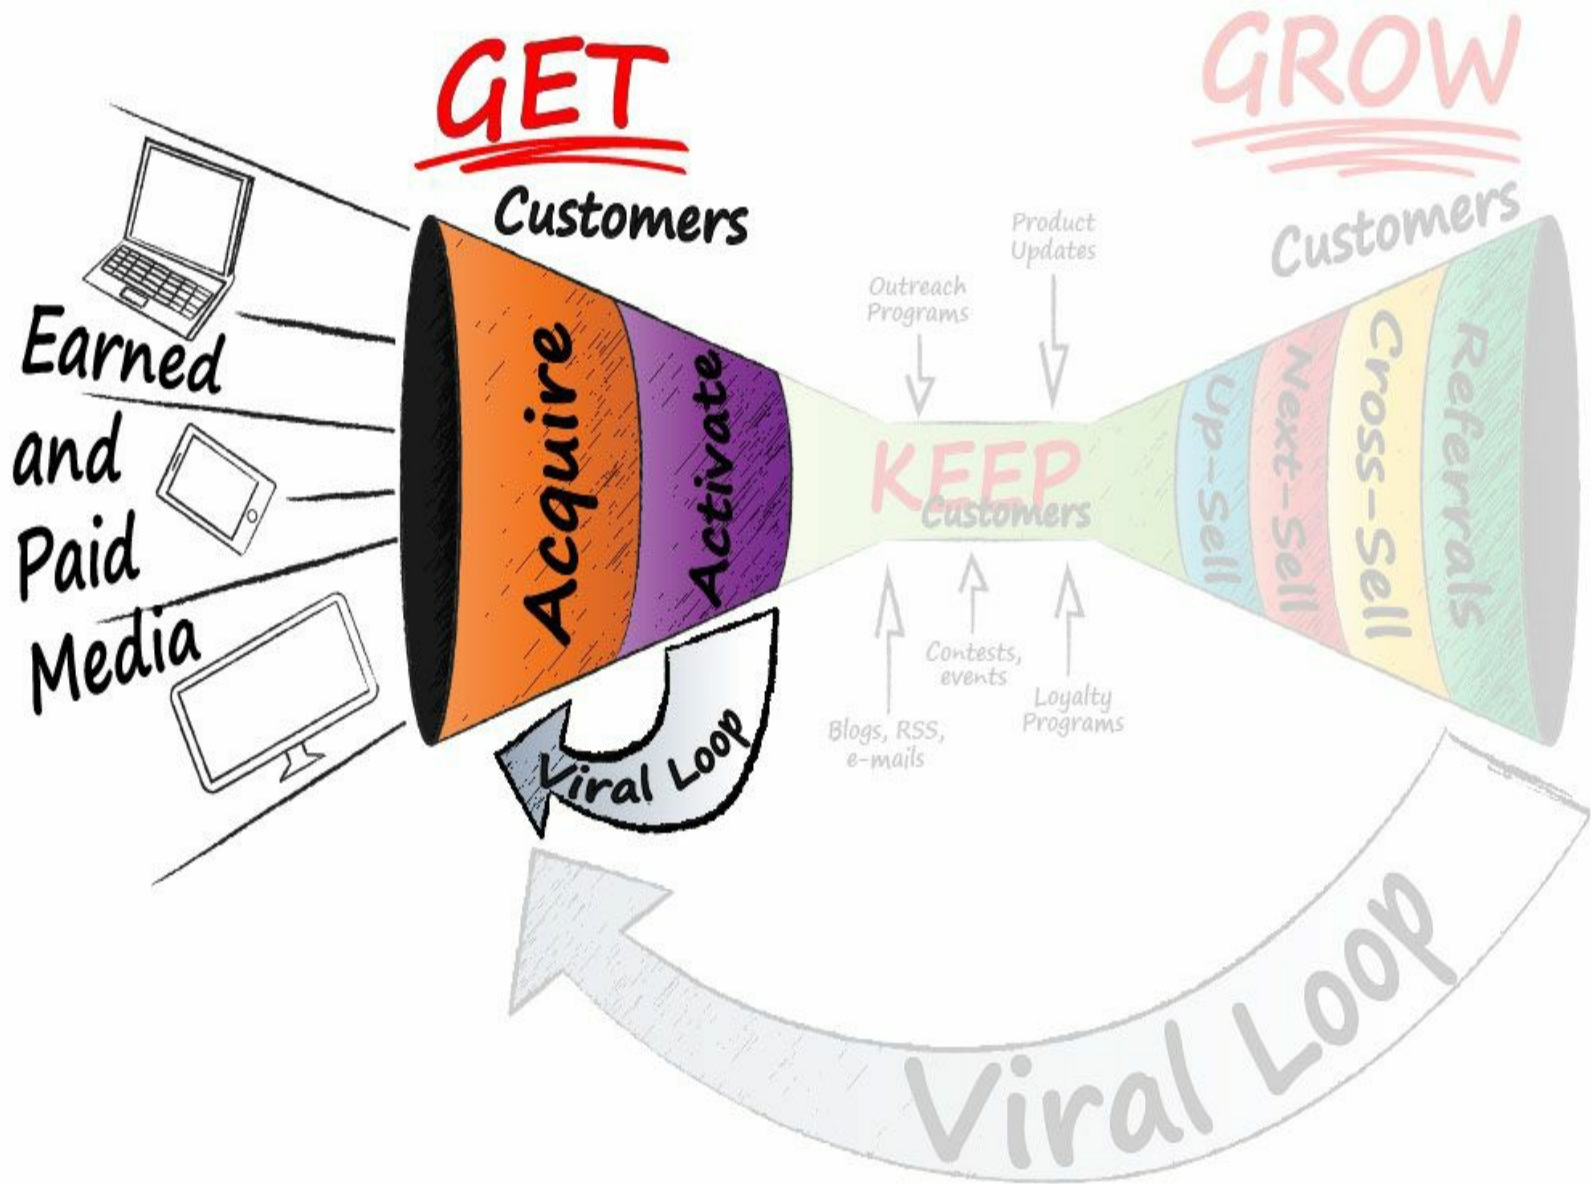 GET
Customers
Earned
and
Paid
Media
Acquire
Activate
Viral Loop
KEEP
Customers
Outreach
Programs
Product
Updates
Blogs, RSS,
e-mails
Contests,
events
Loyalty
Programs
GROW
Customers
Up-Sell
Next-Sell
Cross-Sell
Referrals
Viral Loop